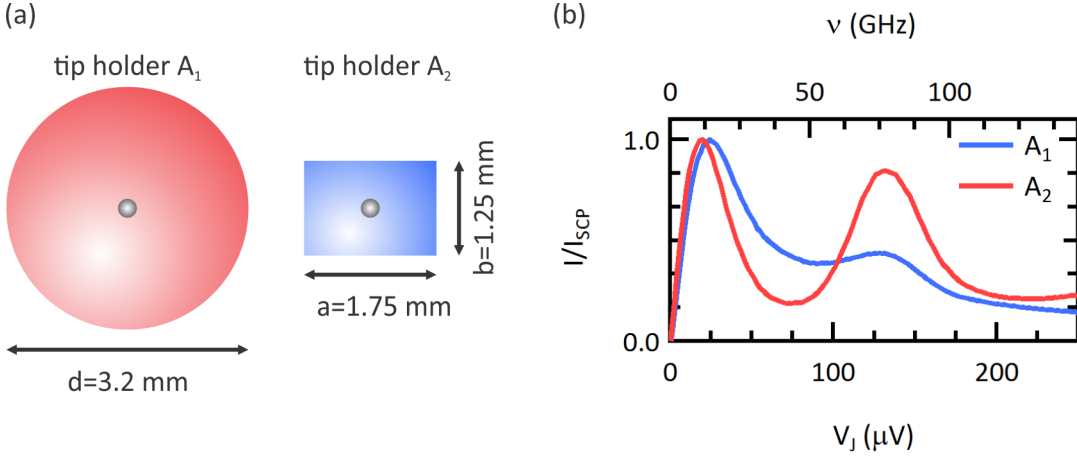 (a)
tip holder A₁
tip holder A₂
b=1.25 mm
a=1.75 mm
d=3.2 mm
(b)
ν (GHz)
0 50 100
1.0
A₁
A₂
I/I_SCP
0.0
0 100 200
V_J (μV)